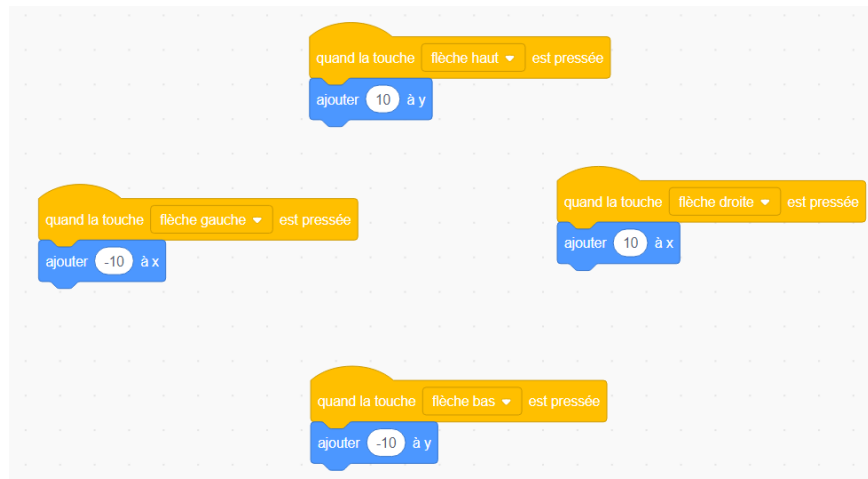 quand la touche flèche haut est pressée
ajouter 10 à y
quand la touche flèche gauche est pressée
ajouter -10 à x
quand la touche flèche droite est pressée
ajouter 10 à x
quand la touche flèche bas est pressée
ajouter -10 à y